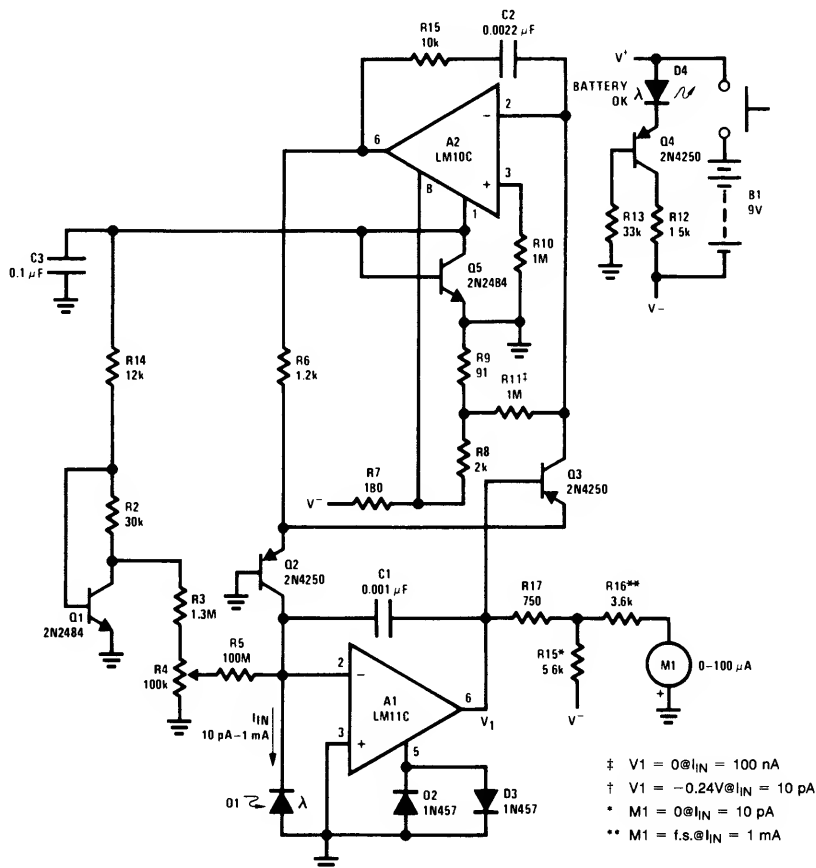 R15
10k
C2
0.0022 μF
2
6
A2
LM10C
8
3
1
R10
1M
V+
D4
BATTERY
OK
λ
Q4
2N4250
B1
9V
R13
33k
R12
1 5k
V−
C3
0.1 μF
Q5
2N2484
R14
12k
R6
1.2k
R9
91
R11‡
1M
R8
2k
R7
180
V−
Q3
2N4250
R2
30k
Q1
2N2484
Q2
2N4250
C1
0.001 μF
R3
1.3M
R4
100k
R5
100M
R17
750
R16**
3.6k
R15*
5 6k
V−
M1
+
0–100 μA
2
A1
LM11C
6
V1
3
5
IIN
10 pA–1 mA
D1
λ
D2
1N457
D3
1N457
‡ V1 = 0@IIN = 100 nA
† V1 = −0.24V@IIN = 10 pA
* M1 = 0@IIN = 10 pA
** M1 = f.s.@IIN = 1 mA